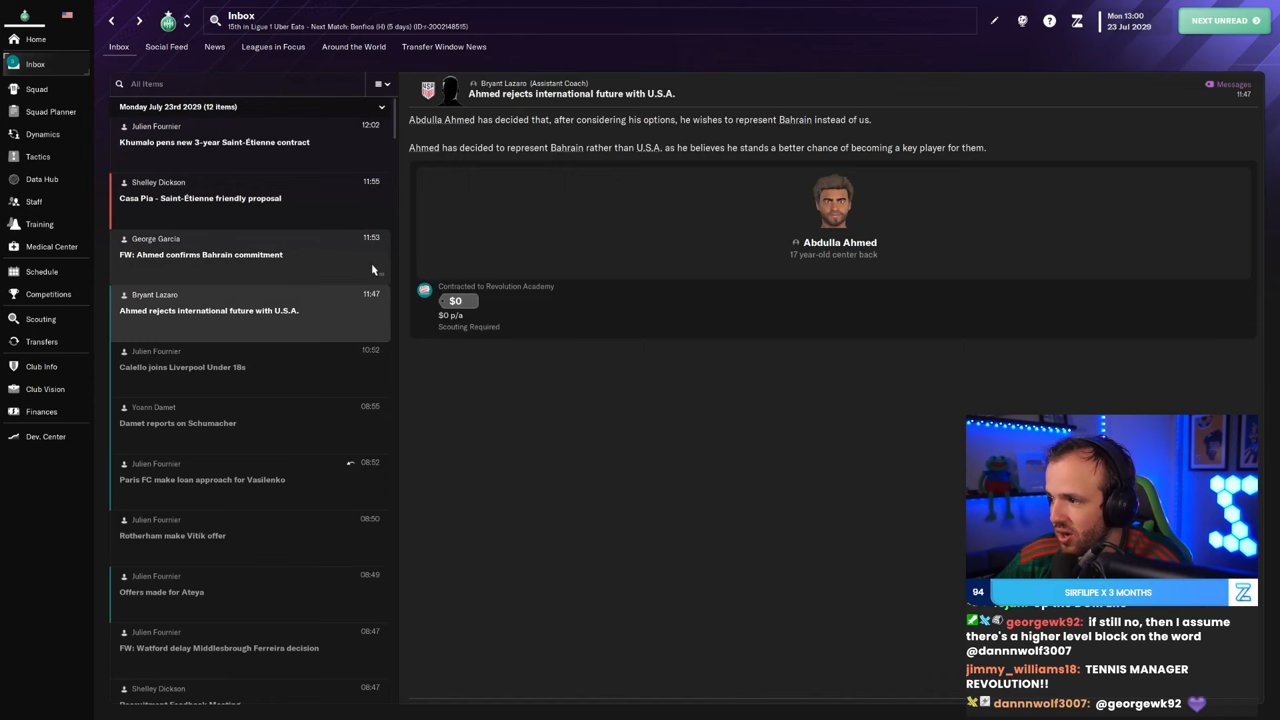 Inbox
15th in Ligue 1 Uber Eats - Next Match: Benfica (H) (5 days) (ID:r-2002148515)
Mon 13:00
23 Jul 2029
NEXT UNREAD
Inbox
Social Feed
News
Leagues in Focus
Around the World
Transfer Window News
Home
Inbox
Squad
Squad Planner
Dynamics
Tactics
Data Hub
Staff
Training
Medical Center
Schedule
Competitions
Scouting
Transfers
Club Info
Club Vision
Finances
Dev. Center
All Items
Monday July 23rd 2029 (12 items)
Julien Fournier 12:02
Khumalo pens new 3-year Saint-Étienne contract
Shelley Dickson 11:55
Casa Pia - Saint-Étienne friendly proposal
George García 11:53
FW: Ahmed confirms Bahrain commitment
Bryant Lazaro 11:47
Ahmed rejects international future with U.S.A.
Julien Fournier 10:52
Calello joins Liverpool Under 18s
Yoann Damet 08:55
Damet reports on Schumacher
Julien Fournier 08:52
Paris FC make loan approach for Vasilenko
Julien Fournier 08:50
Rotherham make Vitik offer
Julien Fournier 08:49
Offers made for Ateya
Julien Fournier 08:47
FW: Watford delay Middlesbrough Ferreira decision
Shelley Dickson 08:47
Recruitment Feedback Meeting
Bryant Lazaro (Assistant Coach)
Ahmed rejects international future with U.S.A.
Messages
11:47
Abdulla Ahmed has decided that, after considering his options, he wishes to represent Bahrain instead of us.
Ahmed has decided to represent Bahrain rather than U.S.A. as he believes he stands a better chance of becoming a key player for them.
Abdulla Ahmed
17 year-old center back
Contracted to Revolution Academy
$0
$0 p/a
Scouting Required
94 SIRFILIPE X 3 MONTHS
georgewk92: if still no, then I assume
there's a higher level block on the word
@dannnwolf3007
jimmy_williams18: TENNIS MANAGER
REVOLUTION!!
dannnwolf3007: @georgewk92